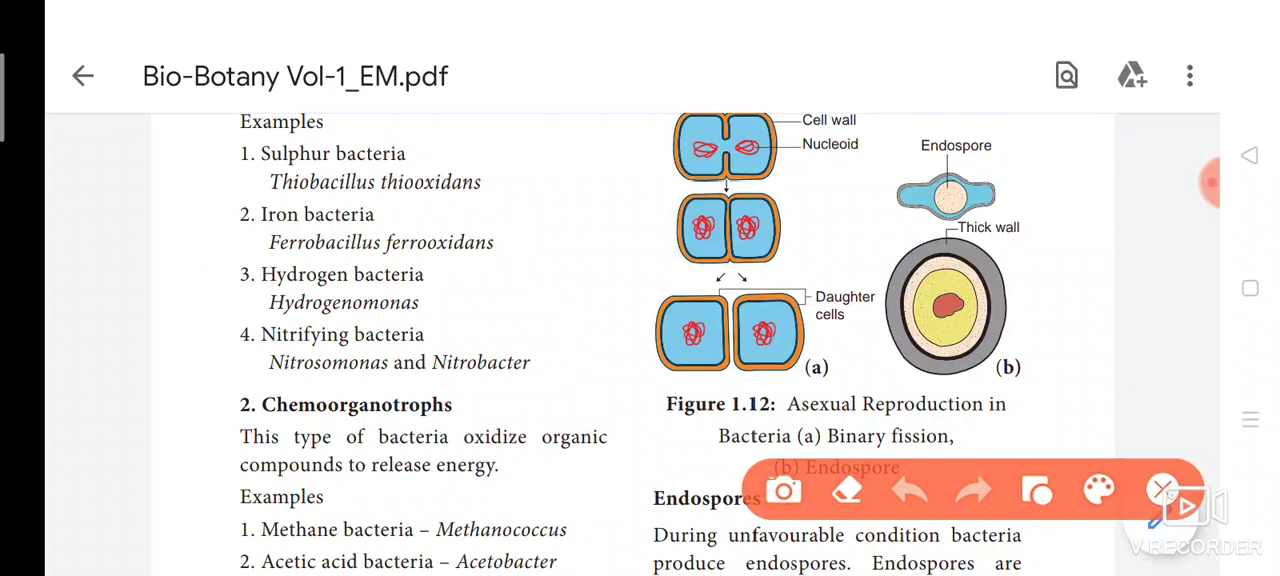 Bio-Botany Vol-1_EM.pdf
Examples
1. Sulphur bacteria
Thiobacillus thiooxidans
2. Iron bacteria
Ferrobacillus ferrooxidans
3. Hydrogen bacteria
Hydrogenomonas
4. Nitrifying bacteria
Nitrosomonas and Nitrobacter
2. Chemoorganotrophs
This type of bacteria oxidize organic
compounds to release energy.
Examples
1. Methane bacteria – Methanococcus
2. Acetic acid bacteria – Acetobacter
Cell wall
Nucleoid
Daughter
cells
(a)
Endospore
Thick wall
(b)
Figure 1.12: Asexual Reproduction in
Bacteria (a) Binary fission,
(b) Endospore
Endospores
During unfavourable condition bacteria
produce endospores. Endospores are
V RECORDER